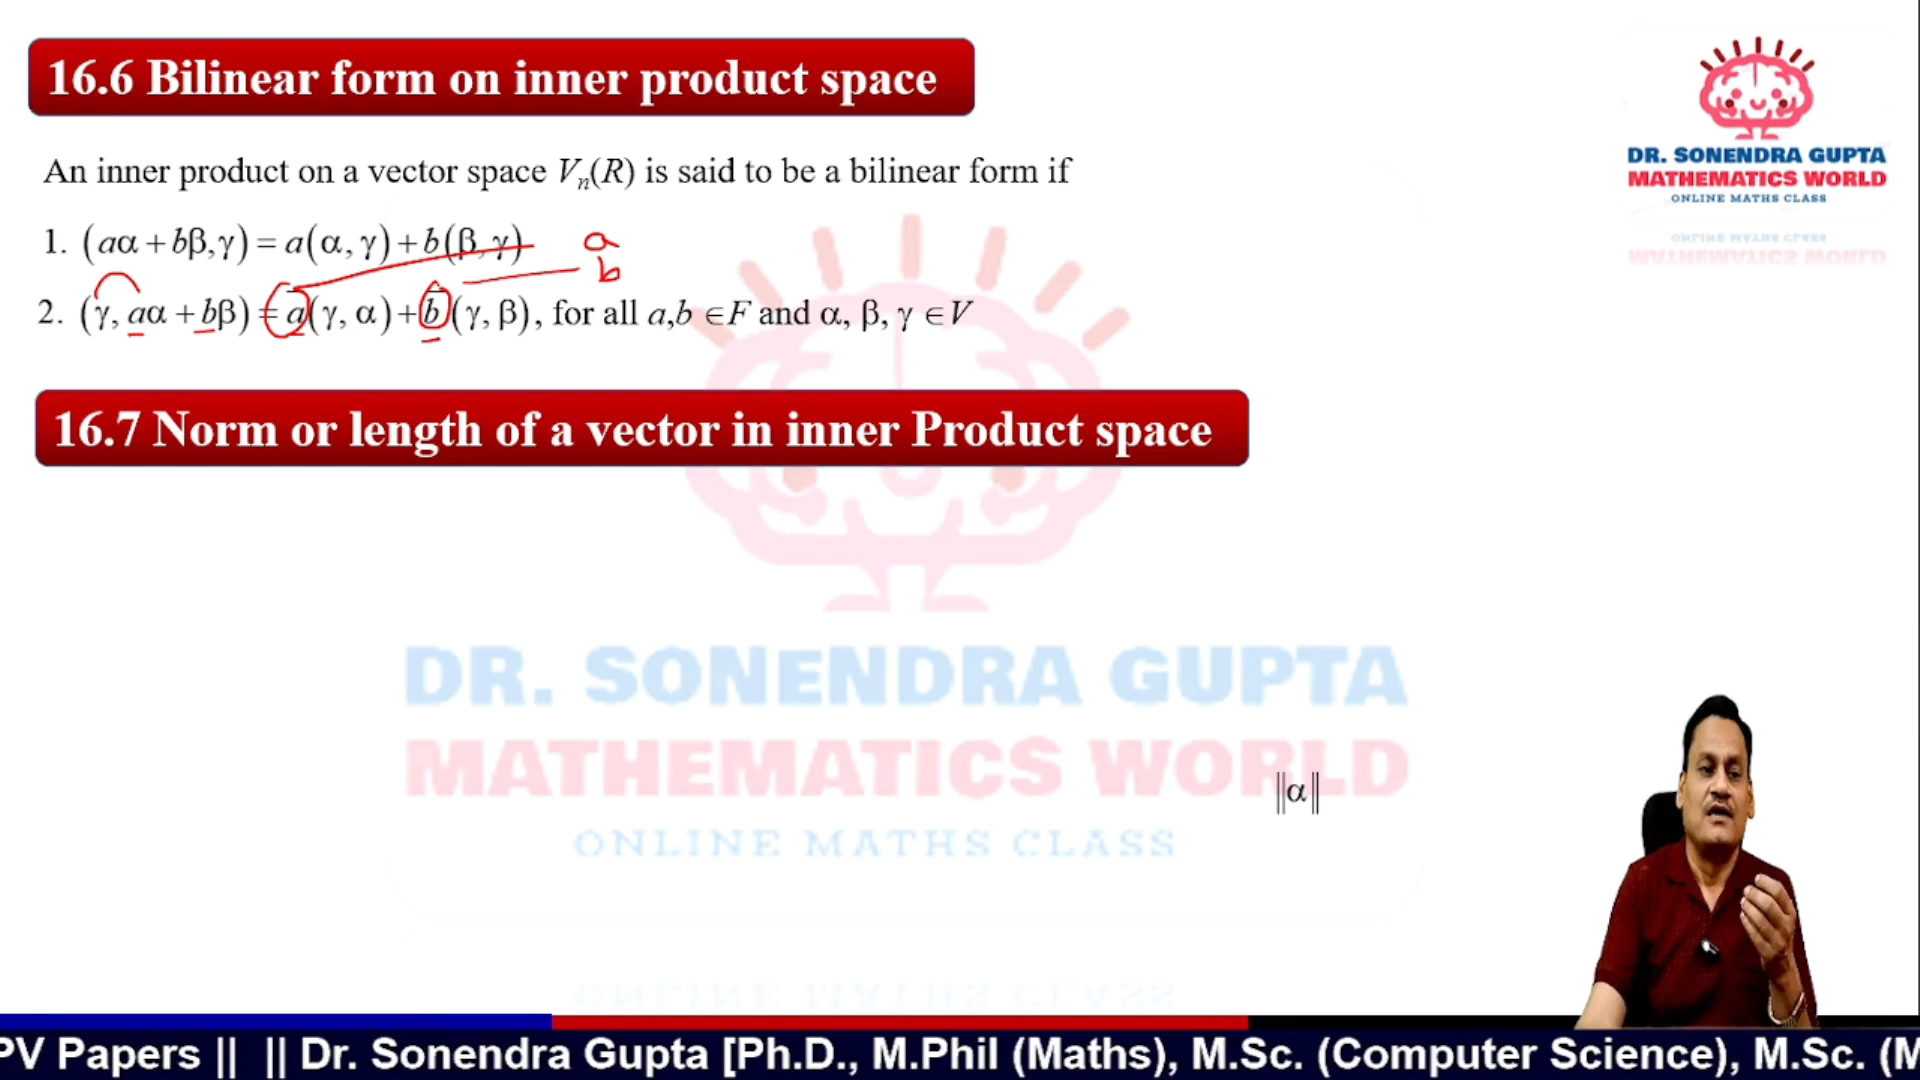 16.6 Bilinear form on inner product space
DR. SONENDRA GUPTA
MATHEMATICS WORLD
ONLINE MATHS CLASS
An inner product on a vector space Vₙ(R) is said to be a bilinear form if
1. (aα + bβ,γ) = a(α, γ) + b(β, γ)
a
b
2. (γ, aα + bβ) = a̅(γ, α) + b̅(γ, β), for all a,b ∈F and α, β, γ ∈V
16.7 Norm or length of a vector in inner Product space
DR. SONENDRA GUPTA
MATHEMATICS WORLD
‖α‖
ONLINE MATHS CLASS
PV Papers || || Dr. Sonendra Gupta [Ph.D., M.Phil (Maths), M.Sc. (Computer Science), M.Sc. (M